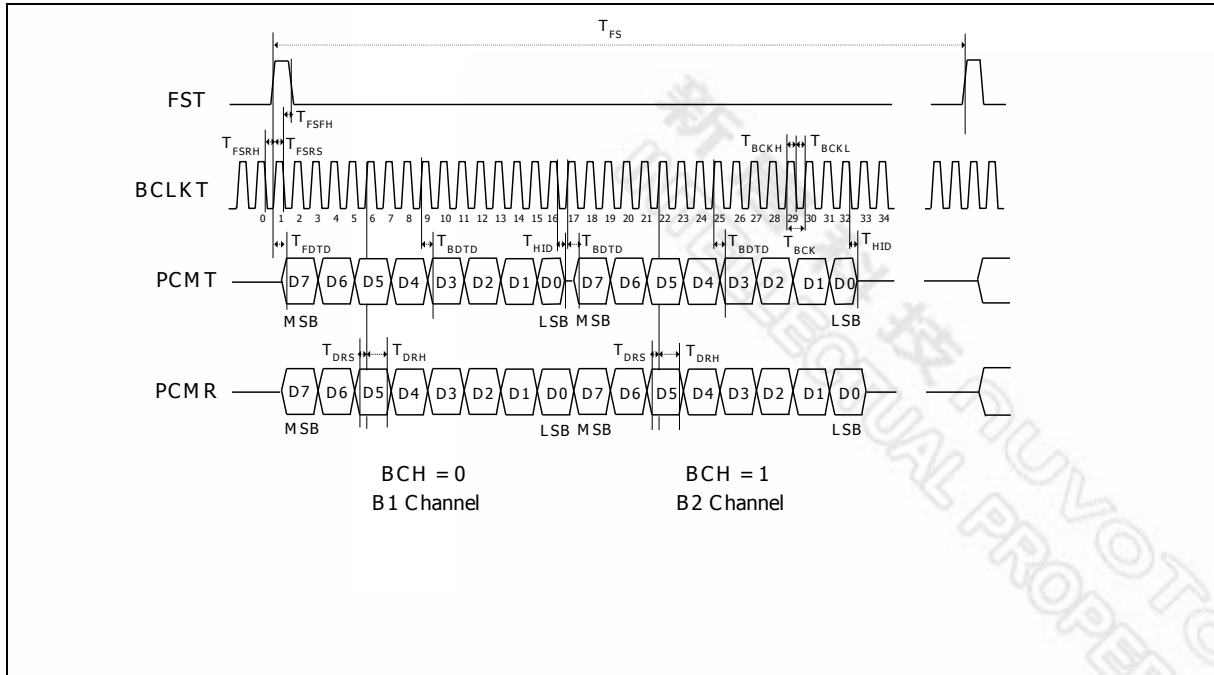 T FS
FST
T FSFH
T FSRH T FSRS T BCKH T BCKL
BCLKT
0 1 2 3 4 5 6 7 8 9 10 11 12 13 14 15 16 17 18 19 20 21 22 23 24 25 26 27 28 29 30 31 32 33 34
T FDTD T BDTD T HID T BDTD T BDTD T BCK T HID
PCMT D7 D6 D5 D4 D3 D2 D1 D0 D7 D6 D5 D4 D3 D2 D1 D0
MSB LSB MSB LSB
T DRS T DRH T DRS T DRH
PCMR D7 D6 D5 D4 D3 D2 D1 D0 D7 D6 D5 D4 D3 D2 D1 D0
MSB LSB MSB LSB
BCH = 0 BCH = 1
B1 Channel B2 Channel
科技 nuvoTo
INTELLECTUAL PROPER